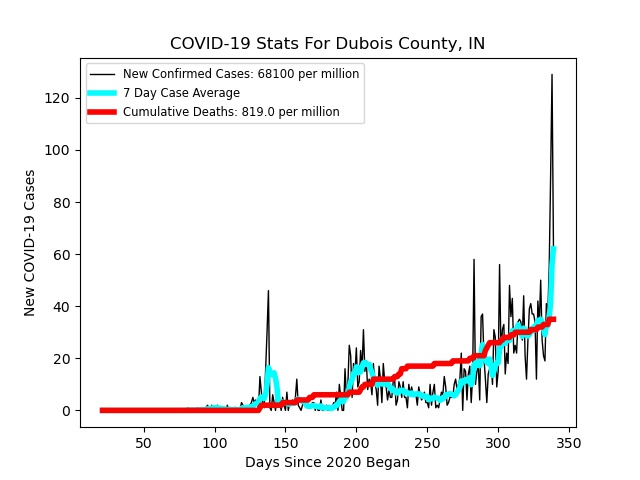 COVID-19 Stats For Dubois County, IN
New Confirmed Cases: 68100 per million
7 Day Case Average
Cumulative Deaths: 819.0 per million
New COVID-19 Cases
120
100
80
60
40
20
0
50 100 150 200 250 300 350
Days Since 2020 Began